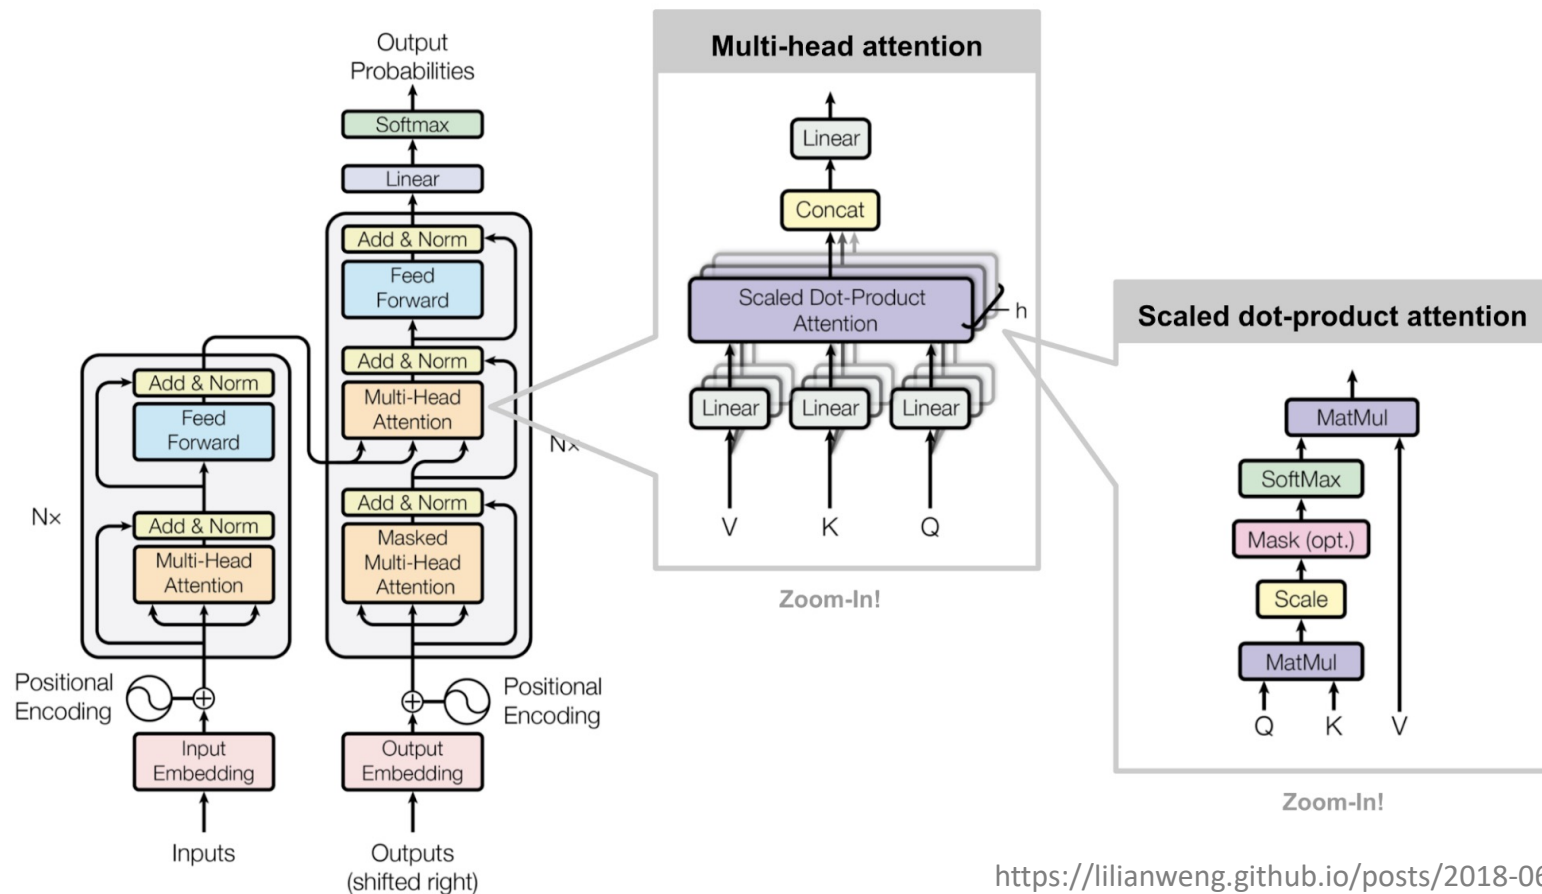 Output
Probabilities
Softmax
Linear
Add & Norm
Feed
Forward
Add & Norm
Multi-Head
Attention
Add & Norm
Masked
Multi-Head
Attention
Nx
Positional
Encoding
Output
Embedding
Outputs
(shifted right)
Add & Norm
Feed
Forward
Nx
Add & Norm
Multi-Head
Attention
Positional
Encoding
Input
Embedding
Inputs
Multi-head attention
Linear
Concat
Scaled Dot-Product
Attention
h
Linear
Linear
Linear
V
K
Q
Zoom-In!
Scaled dot-product attention
MatMul
SoftMax
Mask (opt.)
Scale
MatMul
Q
K
V
Zoom-In!
https://lilianweng.github.io/posts/2018-06